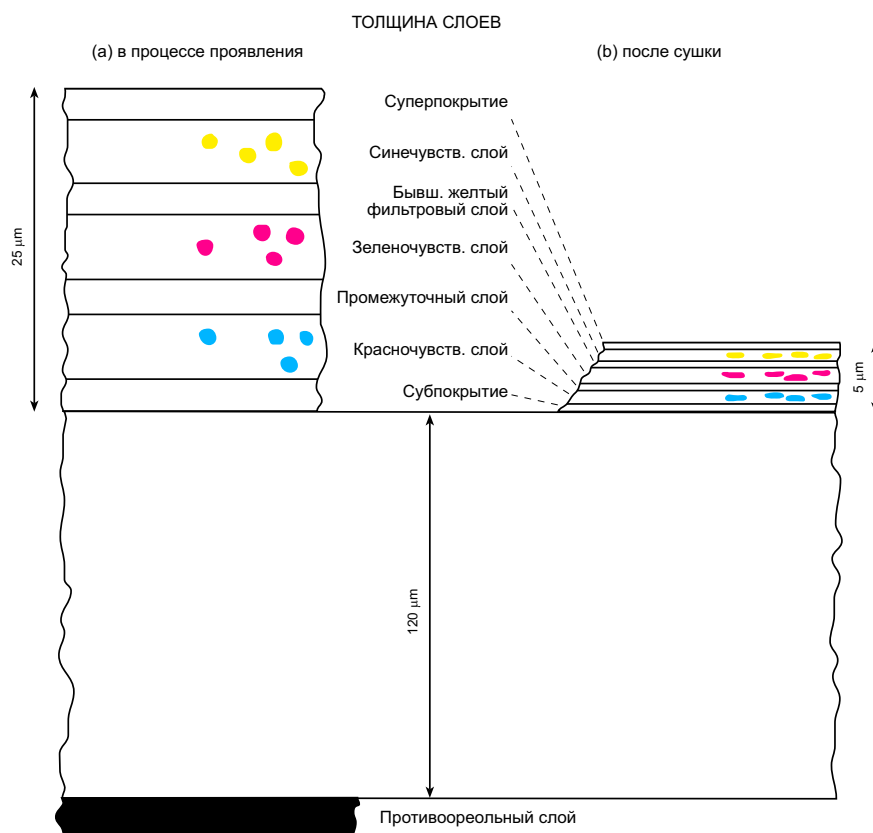 ТОЛЩИНА СЛОЕВ
(a) в процессе проявления
(b) после сушки
Суперпокрытие
Синечувств. слой
Бывш. желтый
фильтровый слой
Зеленочувств. слой
Промежуточный слой
Красночувств. слой
Субпокрытие
25 µm
5 µm
120 µm
Противоореольный слой